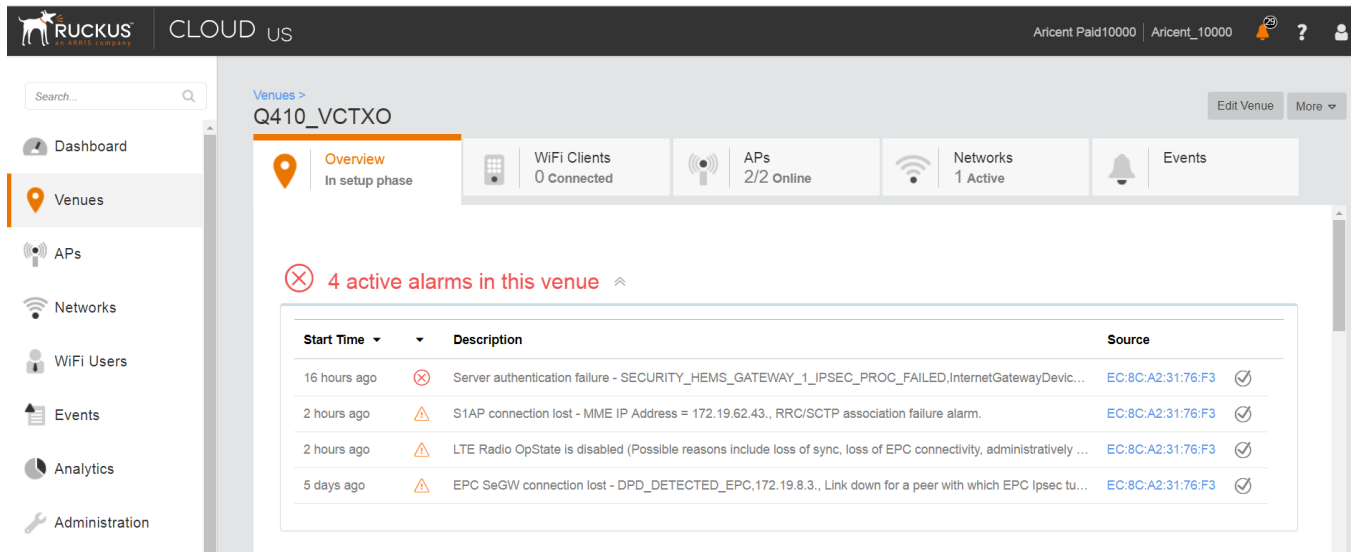 RUCKUS™
an ARRIS company
CLOUD US
Aricent Paid10000 | Aricent_10000
29
?
Search...
Dashboard
Venues
APs
Networks
WiFi Users
Events
Analytics
Administration
Venues >
Q410_VCTXO
Edit Venue
More
Overview
In setup phase
WiFi Clients
0 Connected
APs
2/2 Online
Networks
1 Active
Events
4 active alarms in this venue
Start Time Description Source
16 hours ago Server authentication failure - SECURITY_HEMS_GATEWAY_1_IPSEC_PROC_FAILED,InternetGatewayDevic... EC:8C:A2:31:76:F3
2 hours ago S1AP connection lost - MME IP Address = 172.19.62.43., RRC/SCTP association failure alarm. EC:8C:A2:31:76:F3
2 hours ago LTE Radio OpState is disabled (Possible reasons include loss of sync, loss of EPC connectivity, administratively ... EC:8C:A2:31:76:F3
5 days ago EPC SeGW connection lost - DPD_DETECTED_EPC,172.19.8.3., Link down for a peer with which EPC Ipsec tu... EC:8C:A2:31:76:F3